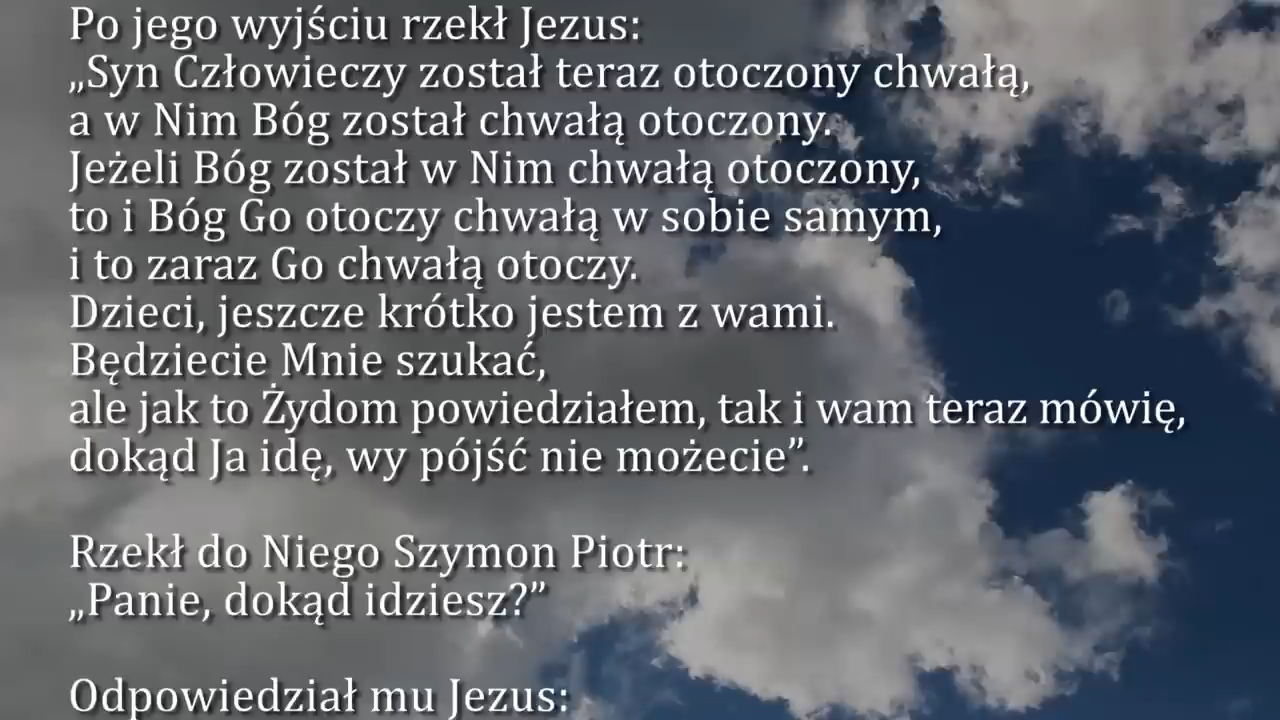 Po jego wyjściu rzekł Jezus:
„Syn Człowieczy został teraz otoczony chwałą,
a w Nim Bóg został chwałą otoczony.
Jeżeli Bóg został w Nim chwałą otoczony,
to i Bóg Go otoczy chwałą w sobie samym,
i to zaraz Go chwałą otoczy.
Dzieci, jeszcze krótko jestem z wami.
Będziecie Mnie szukać,
ale jak to Żydom powiedziałem, tak i wam teraz mówię,
dokąd Ja idę, wy pójść nie możecie”.
Rzekł do Niego Szymon Piotr:
„Panie, dokąd idziesz?”
Odpowiedział mu Jezus: